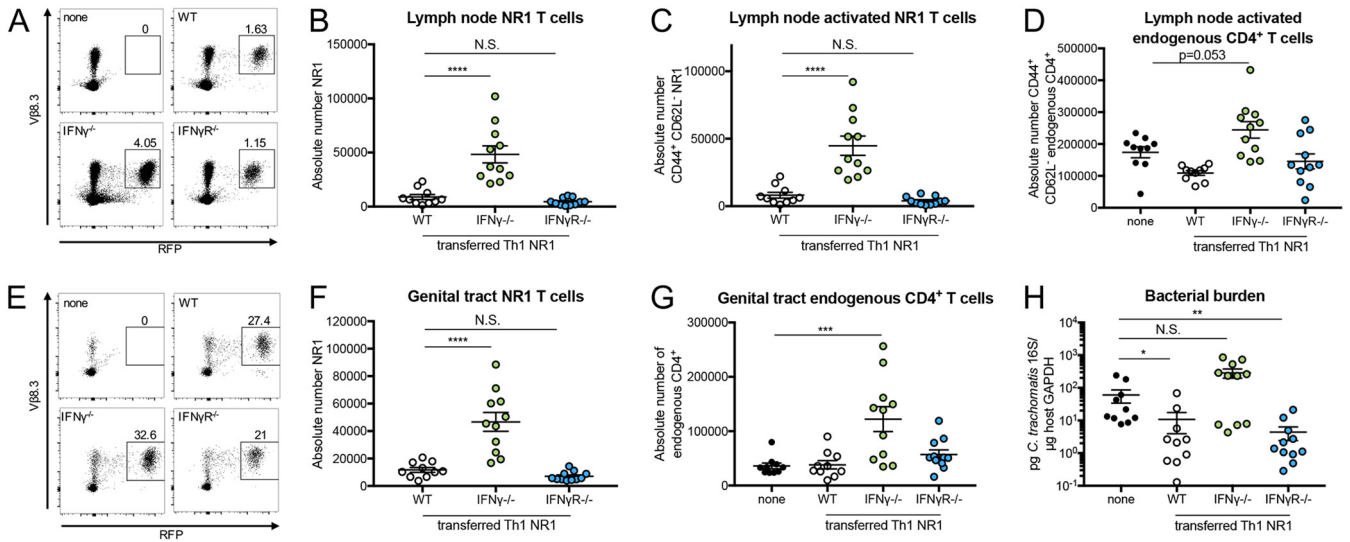 A
none
0
WT
1.63
IFNγ-/-
4.05
IFNγR-/-
1.15
Vβ8.3
RFP
B
Lymph node NR1 T cells
N.S.
****
150000
100000
50000
0
Absolute number NR1
WT
IFNγ-/-
IFNγR-/-
transferred Th1 NR1
C
Lymph node activated NR1 T cells
N.S.
****
100000
50000
0
Absolute number
CD44+ CD62L- NR1
WT
IFNγ-/-
IFNγR-/-
transferred Th1 NR1
D
Lymph node activated
endogenous CD4+ T cells
p=0.053
500000
400000
300000
200000
100000
0
Absolute number CD44+
CD62L- endogenous CD4+
none
WT
IFNγ-/-
IFNγR-/-
transferred Th1 NR1
E
none
0
WT
27.4
IFNγ-/-
32.6
IFNγR-/-
21
Vβ8.3
RFP
F
Genital tract NR1 T cells
N.S.
****
120000
100000
80000
60000
40000
20000
0
Absolute number NR1
WT
IFNγ-/-
IFNγR-/-
transferred Th1 NR1
G
Genital tract endogenous CD4+ T cells
***
300000
200000
100000
0
Absolute number of
endogenous CD4+
none
WT
IFNγ-/-
IFNγR-/-
transferred Th1 NR1
H
Bacterial burden
**
N.S.
*
10⁴
10³
10²
10¹
10⁰
10⁻¹
pg C. trachomatis 16S/
µg host GAPDH
none
WT
IFNγ-/-
IFNγR-/-
transferred Th1 NR1